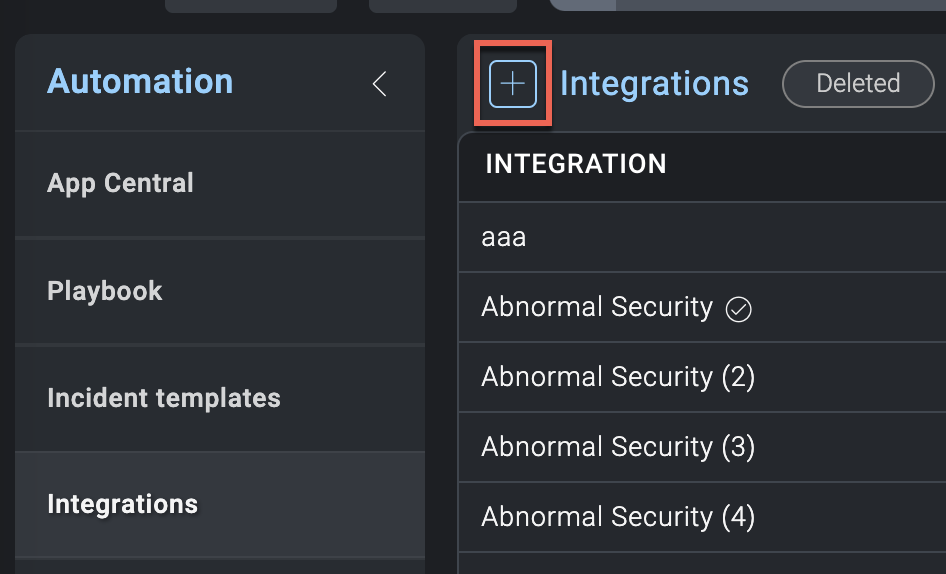 Automation
App Central
Playbook
Incident templates
Integrations
Integrations
Deleted
INTEGRATION
aaa
Abnormal Security
Abnormal Security (2)
Abnormal Security (3)
Abnormal Security (4)